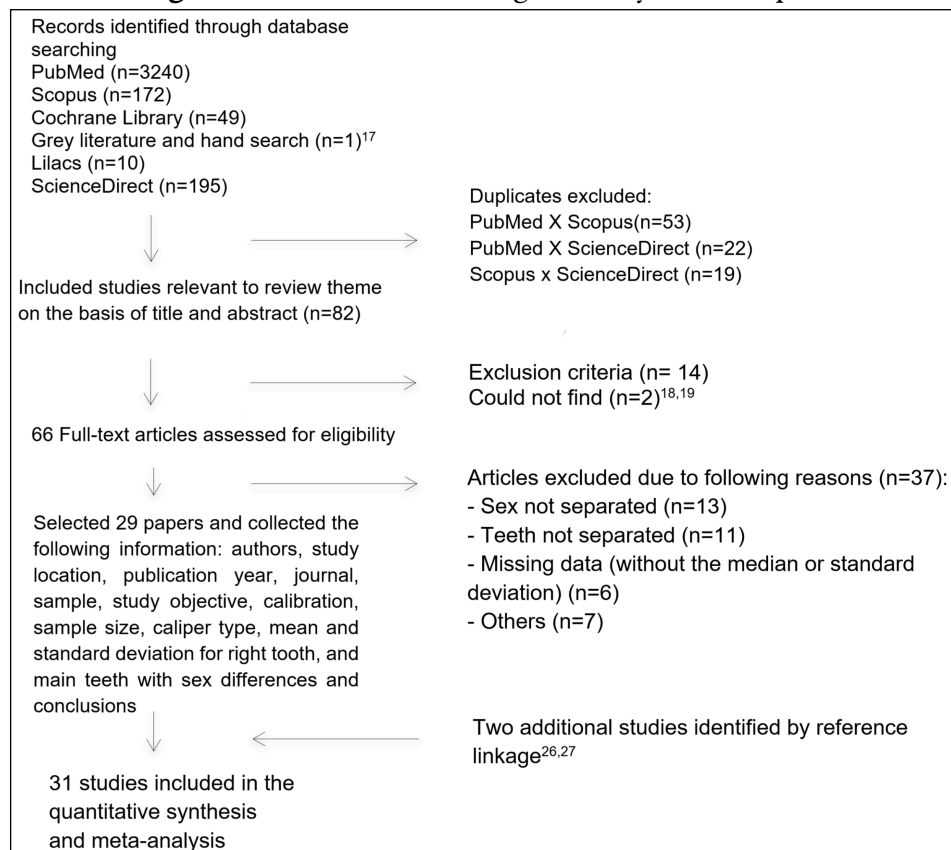 Records identified through database
searching
PubMed (n=3240)
Scopus (n=172)
Cochrane Library (n=49)
Grey literature and hand search (n=1)17
Lilacs (n=10)
ScienceDirect (n=195)
Duplicates excluded:
PubMed X Scopus(n=53)
PubMed X ScienceDirect (n=22)
Scopus x ScienceDirect (n=19)
Included studies relevant to review theme
on the basis of title and abstract (n=82)
Exclusion criteria (n= 14)
Could not find (n=2)18,19
66 Full-text articles assessed for eligibility
Articles excluded due to following reasons (n=37):
- Sex not separated (n=13)
- Teeth not separated (n=11)
- Missing data (without the median or standard
deviation) (n=6)
- Others (n=7)
Selected 29 papers and collected the
following information: authors, study
location, publication year, journal,
sample, study objective, calibration,
sample size, caliper type, mean and
standard deviation for right tooth, and
main teeth with sex differences and
conclusions
Two additional studies identified by reference
linkage26,27
31 studies included in the
quantitative synthesis
and meta-analysis